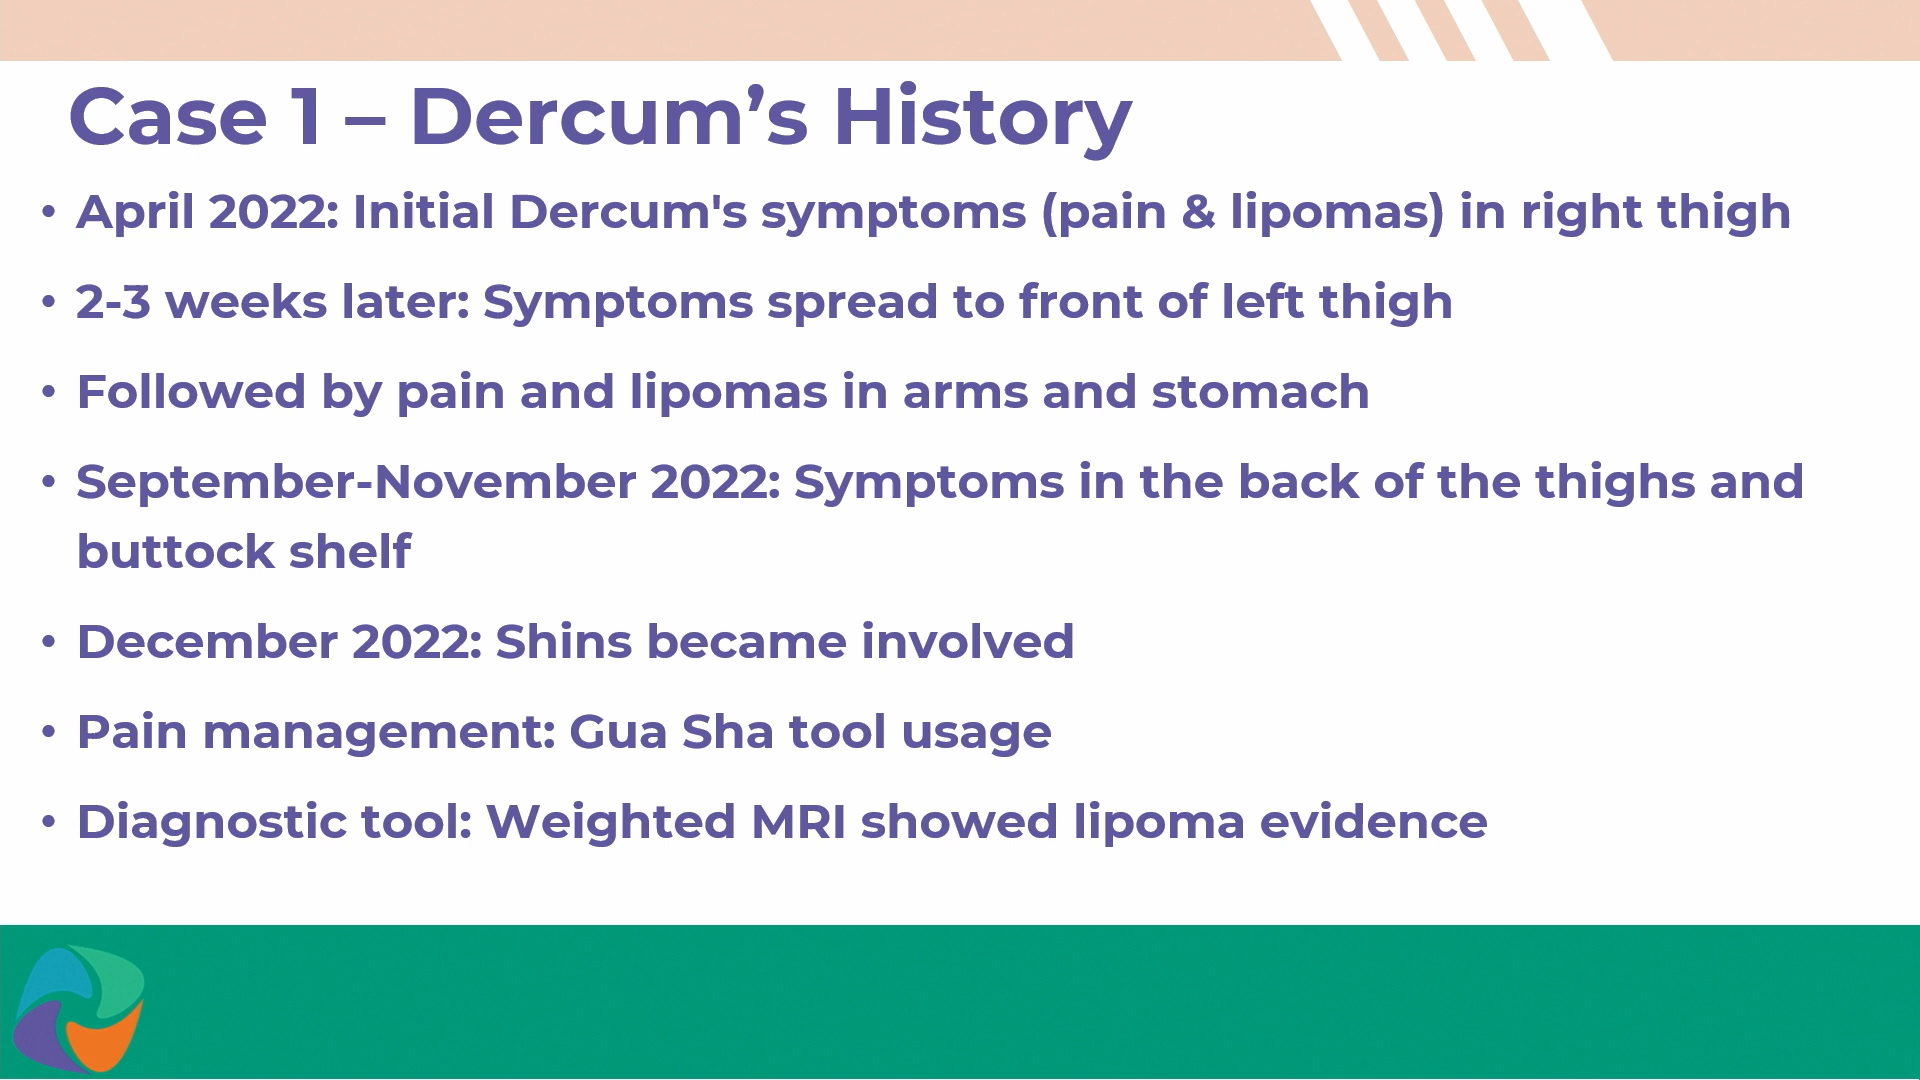 Case 1 – Dercum’s History
• April 2022: Initial Dercum's symptoms (pain & lipomas) in right thigh
• 2-3 weeks later: Symptoms spread to front of left thigh
• Followed by pain and lipomas in arms and stomach
• September-November 2022: Symptoms in the back of the thighs and
buttock shelf
• December 2022: Shins became involved
• Pain management: Gua Sha tool usage
• Diagnostic tool: Weighted MRI showed lipoma evidence